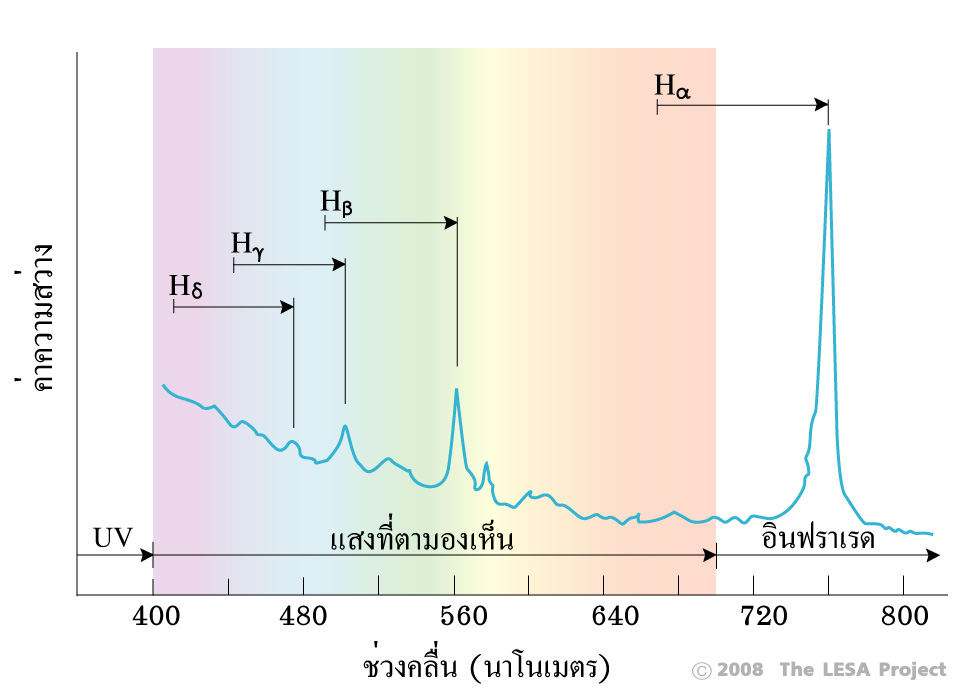 Hα
Hβ
Hγ
Hδ
ค่าความสว่าง
UV
แสงที่ตามองเห็น
อินฟราเรด
400 480 560 640 720 800
ช่วงคลื่น (นาโนเมตร)
© 2008 The LESA Project